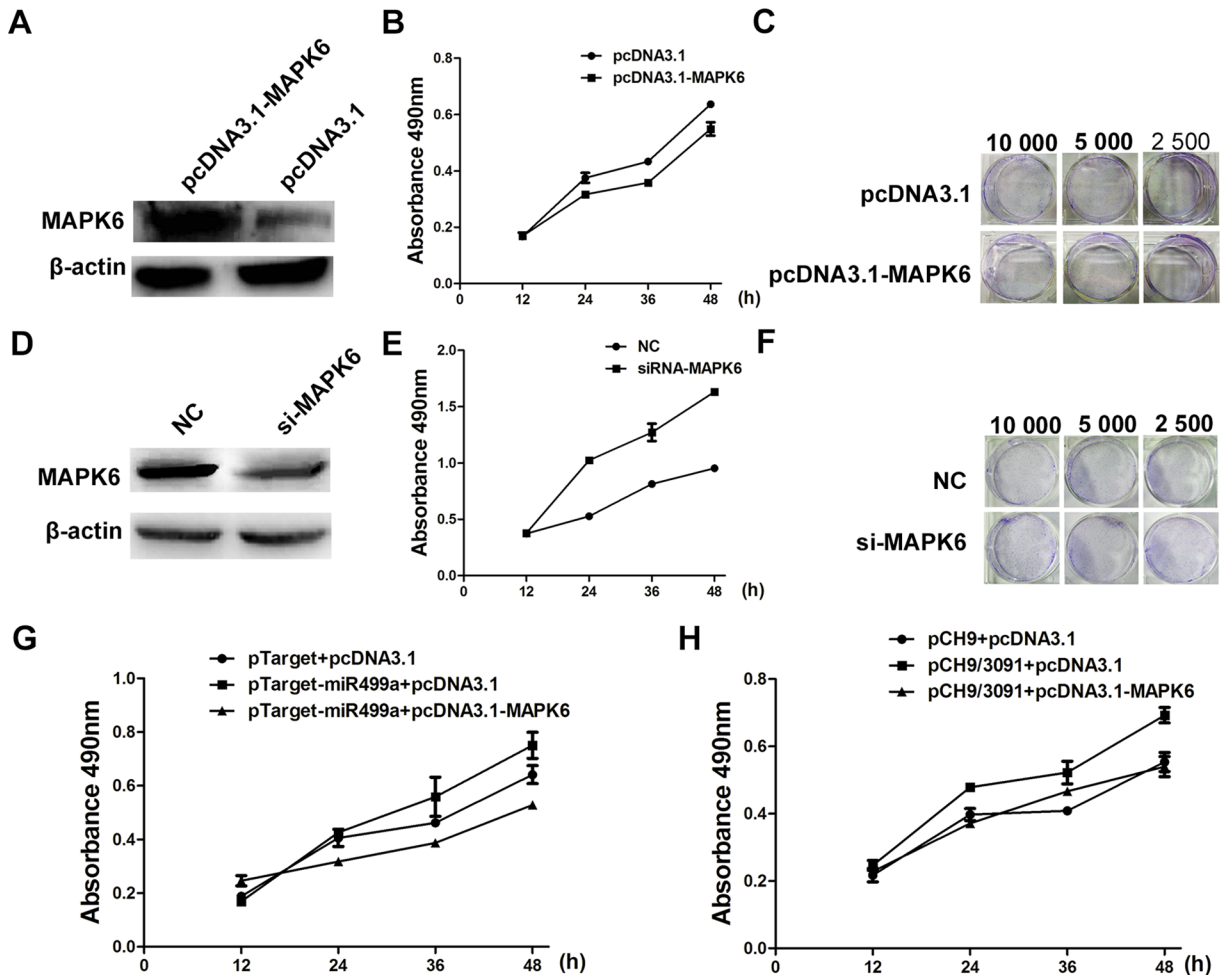 A
pcDNA3.1-MAPK6
pcDNA3.1
MAPK6
β-actin
B
pcDNA3.1
pcDNA3.1-MAPK6
Absorbance 490nm
0.8
0.6
0.4
0.2
0.0
0 12 24 36 48 (h)
C
10 000 5 000 2 500
pcDNA3.1
pcDNA3.1-MAPK6
D
NC
si-MAPK6
MAPK6
β-actin
E
NC
siRNA-MAPK6
Absorbance 490nm
2.0
1.5
1.0
0.5
0.0
0 12 24 36 48 (h)
F
10 000 5 000 2 500
NC
si-MAPK6
G
pTarget+pcDNA3.1
pTarget-miR499a+pcDNA3.1
pTarget-miR499a+pcDNA3.1-MAPK6
Absorbance 490nm
1.0
0.8
0.6
0.4
0.2
0.0
0 12 24 36 48 (h)
H
pCH9+pcDNA3.1
pCH9/3091+pcDNA3.1
pCH9/3091+pcDNA3.1-MAPK6
Absorbance 490nm
0.8
0.6
0.4
0.2
0.0
0 12 24 36 48 (h)